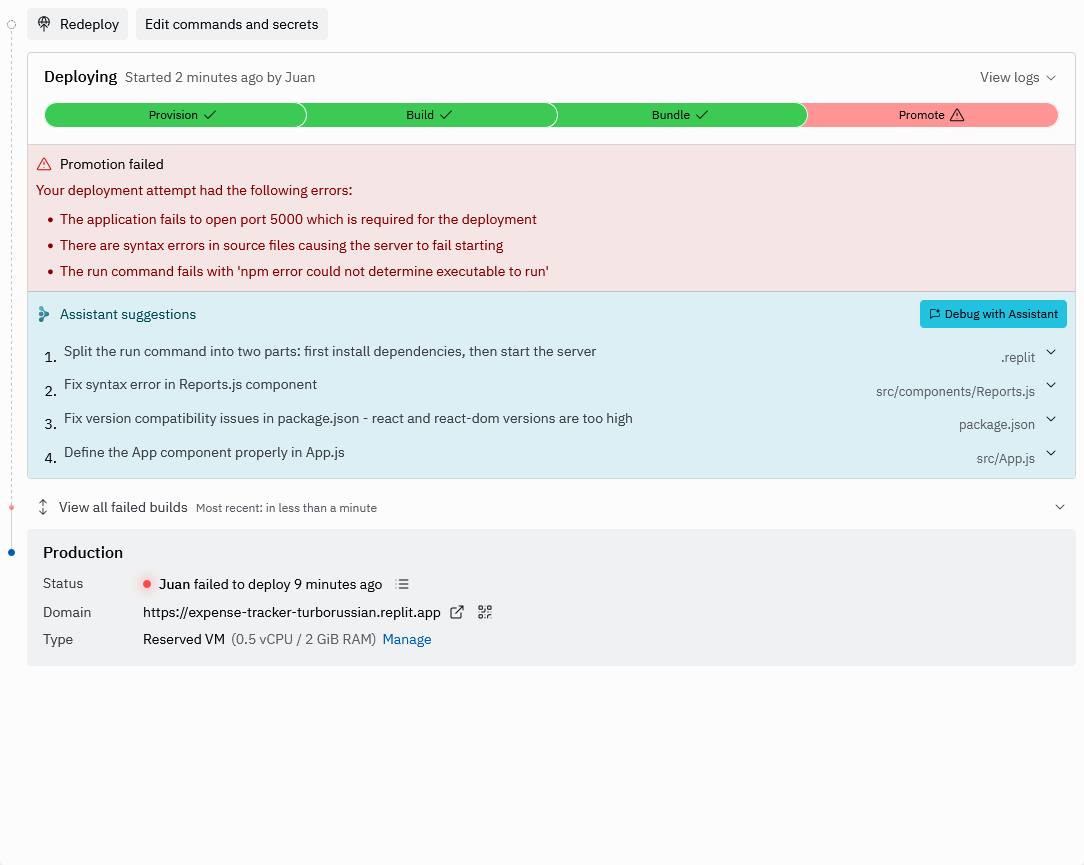 Redeploy Edit commands and secrets
Deploying Started 2 minutes ago by Juan View logs
Provision Build Bundle Promote
Promotion failed
Your deployment attempt had the following errors:
• The application fails to open port 5000 which is required for the deployment
• There are syntax errors in source files causing the server to fail starting
• The run command fails with 'npm error could not determine executable to run'
Assistant suggestions Debug with Assistant
1. Split the run command into two parts: first install dependencies, then start the server .replit
2. Fix syntax error in Reports.js component src/components/Reports.js
3. Fix version compatibility issues in package.json - react and react-dom versions are too high package.json
4. Define the App component properly in App.js src/App.js
View all failed builds Most recent: in less than a minute
Production
Status Juan failed to deploy 9 minutes ago
Domain https://expense-tracker-turborussian.replit.app
Type Reserved VM (0.5 vCPU / 2 GiB RAM) Manage